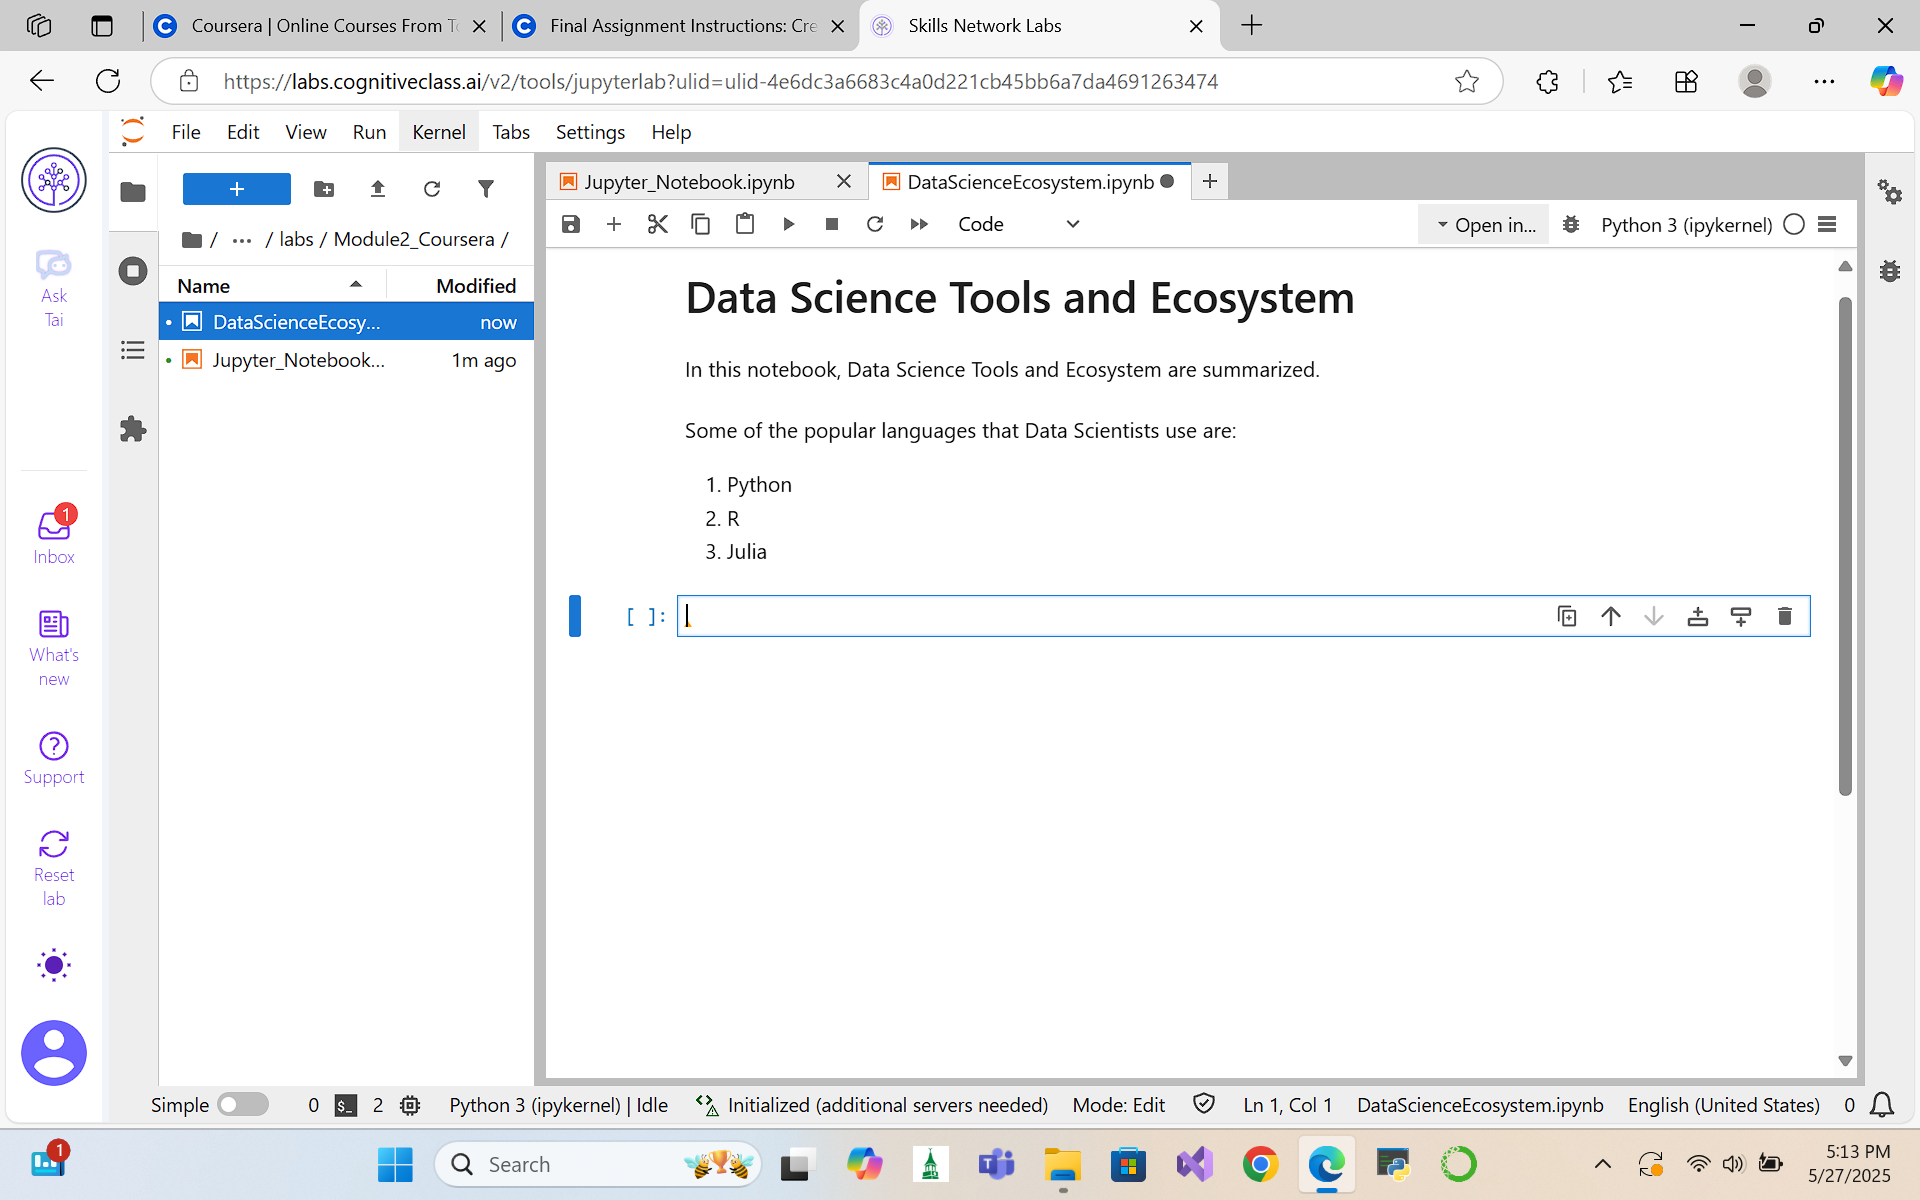 Coursera | Online Courses From T
Final Assignment Instructions: Cre
Skills Network Labs
https://labs.cognitiveclass.ai/v2/tools/jupyterlab?ulid=ulid-4e6dc3a6683c4a0d221cb45bb6a7da4691263474
File Edit View Run Kernel Tabs Settings Help
Ask
Tai
Inbox
1
What's
new
Support
Reset
lab
/ ... / labs / Module2_Coursera /
Name Modified
DataScienceEcosy... now
Jupyter_Notebook... 1m ago
Jupyter_Notebook.ipynb
DataScienceEcosystem.ipynb
Code
Open in...
Python 3 (ipykernel)
Data Science Tools and Ecosystem
In this notebook, Data Science Tools and Ecosystem are summarized.
Some of the popular languages that Data Scientists use are:
1. Python
2. R
3. Julia
[ ]:
Simple 0 $_ 2 Python 3 (ipykernel) | Idle Initialized (additional servers needed) Mode: Edit Ln 1, Col 1 DataScienceEcosystem.ipynb English (United States) 0
1
Search
5:13 PM
5/27/2025